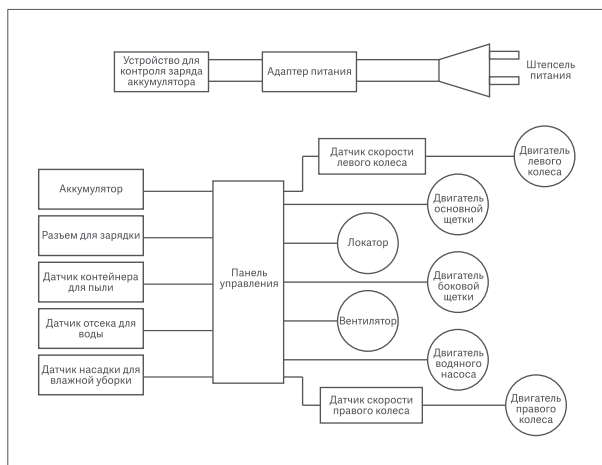 Устройство для
контроля заряда
аккумулятора
Адаптер питания
Штепсель
питания
Датчик скорости
левого колеса
Двигатель
левого колеса
Аккумулятор
Двигатель
основной
щетки
Разъем для зарядки
Локатор
Панель
управления
Датчик контейнера
для пыли
Двигатель
боковой
щетки
Датчик отсека для
воды
Вентилятор
Двигатель
водяного
насоса
Датчик насадки для
влажной уборки
Датчик скорости
правого колеса
Двигатель
правого
колеса